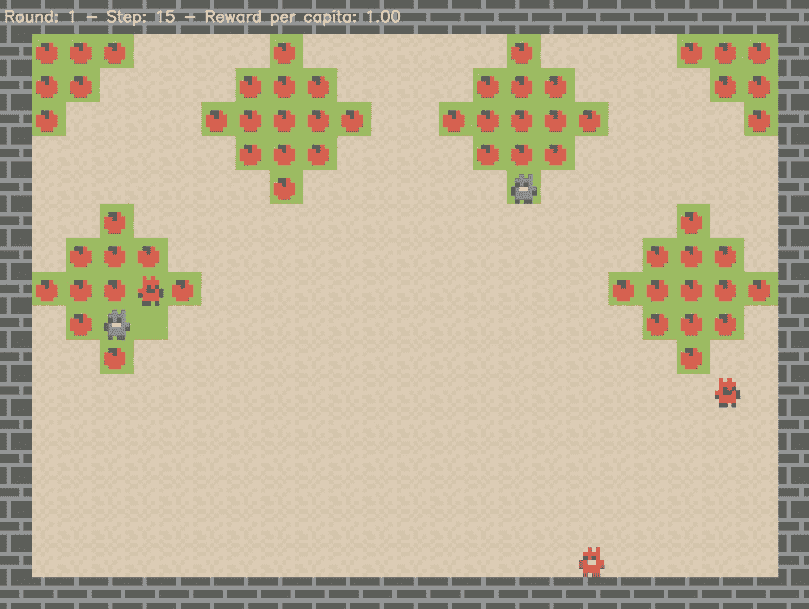 Round: 1 — Step: 15 — Reward per capita: 1.00